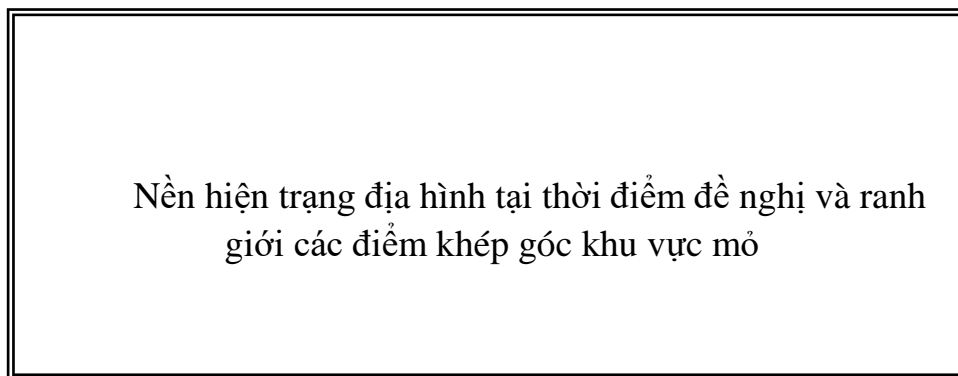 Nền hiện trạng địa hình tại thời điểm đề nghị và ranh
giới các điểm khép góc khu vực mỏ